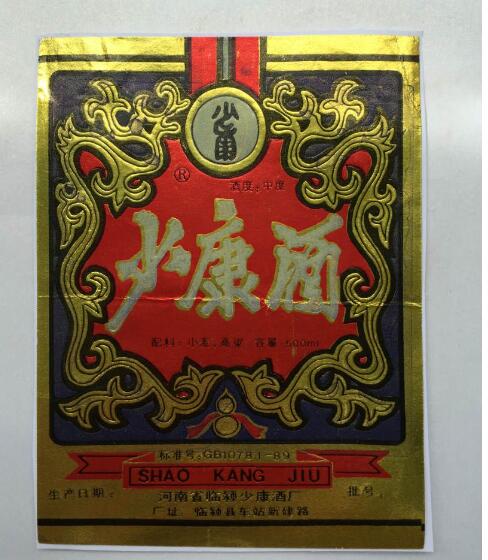 少康
®
酒度：中度
少康酒
配料：小麦，高粱 容量 500ml
标准号：GB10781.1-89
SHAO KANG JIU
生产日期： 河南省临颍少康酒厂 批号：
厂址：临颍县车站新建路